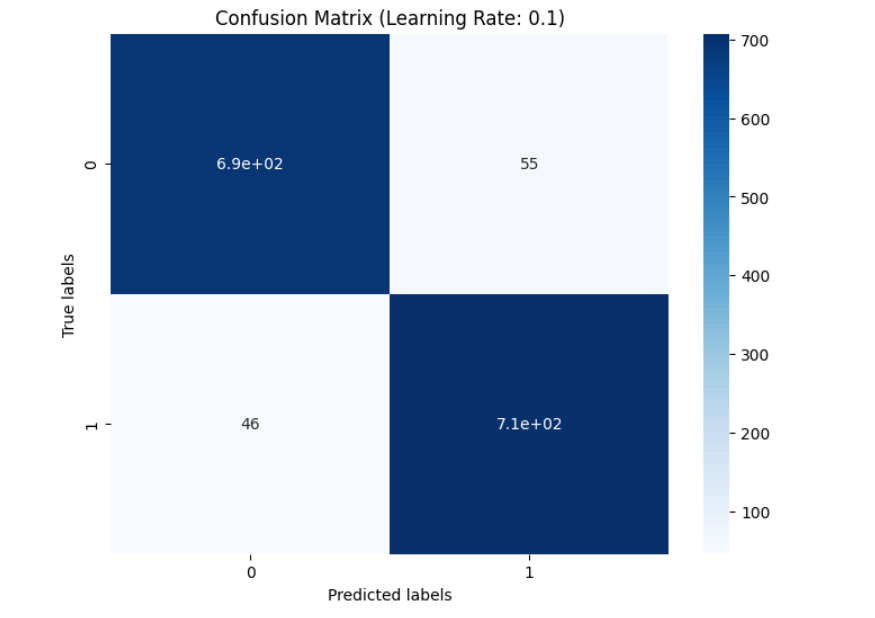 Confusion Matrix (Learning Rate: 0.1)
0
6.9e+02
55
1
46
7.1e+02
True labels
0
1
Predicted labels
700
600
500
400
300
200
100